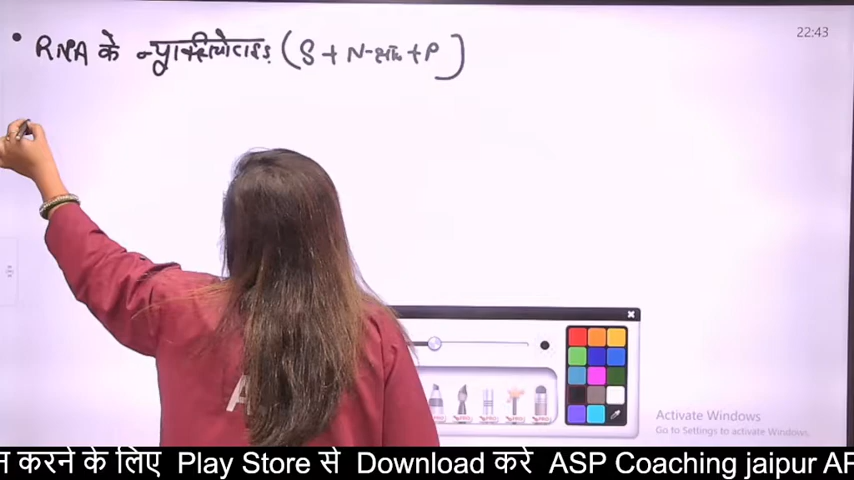 22:43
• RNA के न्यूक्लियोटाइड (S + N-क्षार + P)
A
Activate Windows
Go to Settings to activate Windows.
न करने के लिए Play Store से Download करे ASP Coaching jaipur AP